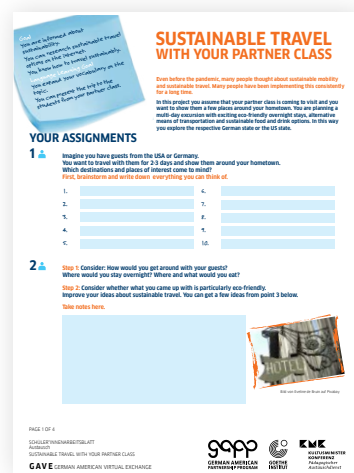 Goal
You are informed about
sustainability.
You can research sustainable travel
options on the internet.
You know how to travel sustainably.
Language Learning Goal
You expand your vocabulary on the
topic.
You can present the trip to the
students from your partner class.
SUSTAINABLE TRAVEL
WITH YOUR PARTNER CLASS
Even before the pandemic, many people thought about sustainable mobility
and sustainable travel. Many people have been implementing this consistently
for a long time.
In this project you assume that your partner class is coming to visit and you
want to show them a few places around your hometown. You are planning a
multi-day excursion with exciting eco-friendly overnight stays, alternative
means of transportation and sustainable food and drink options. In this way
you explore the respective German state or the US state.
YOUR ASSIGNMENTS
1
Imagine you have guests from the USA or Germany.
You want to travel with them for 2-3 days and show them around your hometown.
Which destinations and places of interest come to mind?
First, brainstorm and write down everything you can think of.
1.
2.
3.
4.
5.
6.
7.
8.
9.
10.
2
Step 1: Consider: How would you get around with your guests?
Where would you stay overnight? Where and what would you eat?
Step 2: Consider whether what you came up with is particularly eco-friendly.
Improve your ideas about sustainable travel. You can get a few ideas from point 3 below.
Take notes here.
HOTEL
Bild von Evelinede Bruin auf Pixabay
PAGE 1 OF 4
SCHÜLER*INNENARBEITSBLATT
Austausch
SUSTAINABLE TRAVEL WITH YOUR PARTNER CLASS
GAVE GERMAN AMERICAN VIRTUAL EXCHANGE
gapp
GERMAN AMERICAN
PARTNERSHIP PROGRAM
GOETHE
INSTITUT
KMK
KULTUSMINISTER
KONFERENZ
Pädagogischer
Austauschdienst